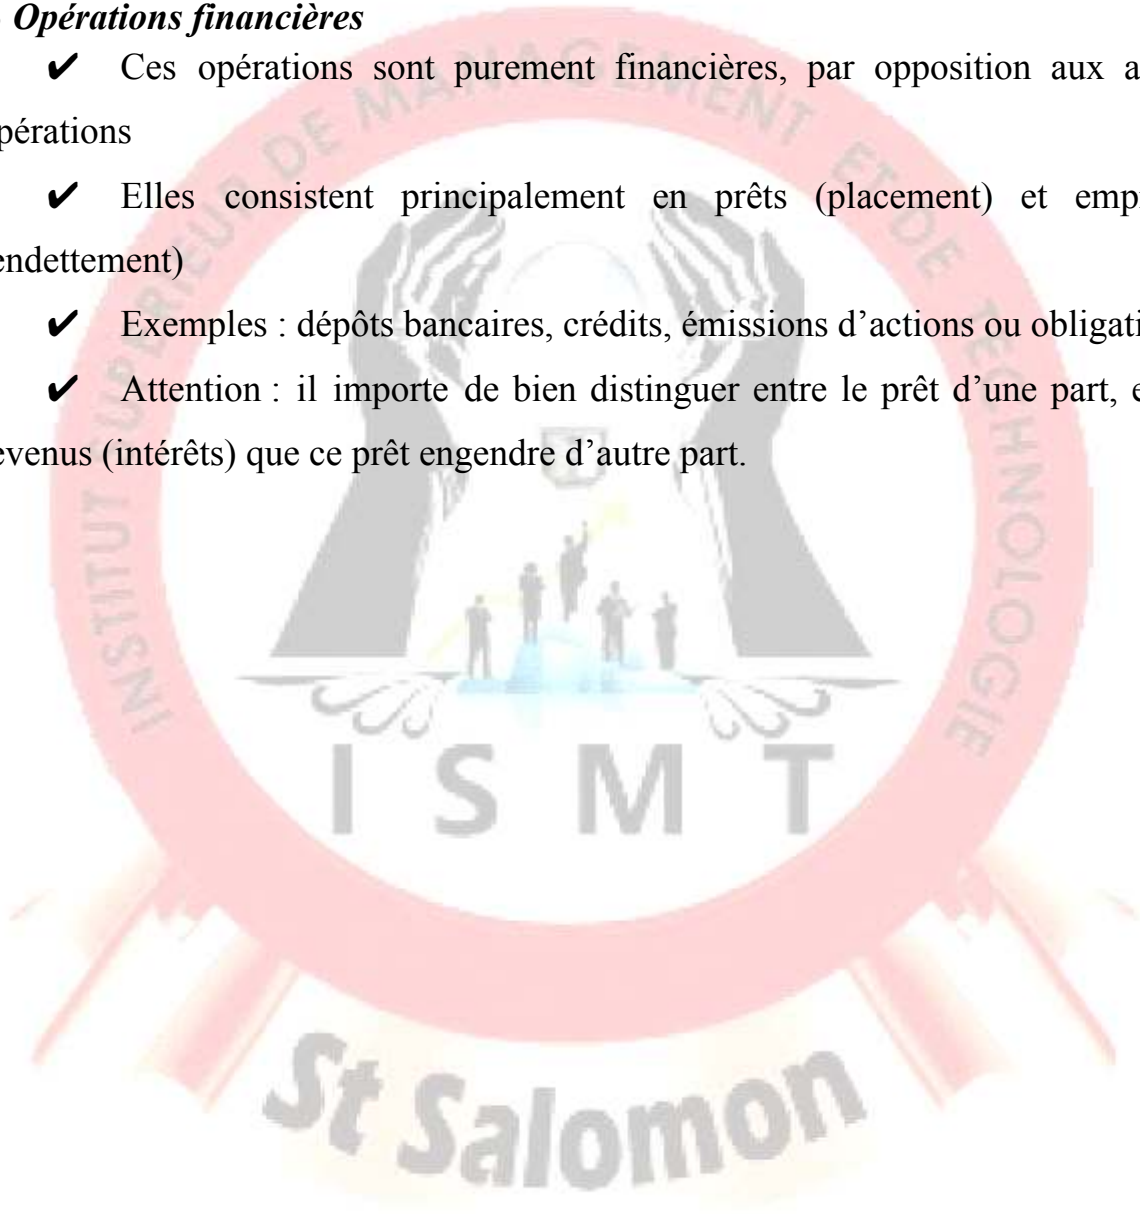 - Opérations financières
✔ Ces opérations sont purement financières, par opposition aux a
pérations
✔ Elles consistent principalement en prêts (placement) et emp
endettement)
✔ Exemples : dépôts bancaires, crédits, émissions d’actions ou obligati
✔ Attention : il importe de bien distinguer entre le prêt d’une part, e
evenus (intérêts) que ce prêt engendre d’autre part.
INSTITUT SUPERIEUR DE MANAGEMENT ET DE TECHNOLOGIE
I S M T
St Salomon